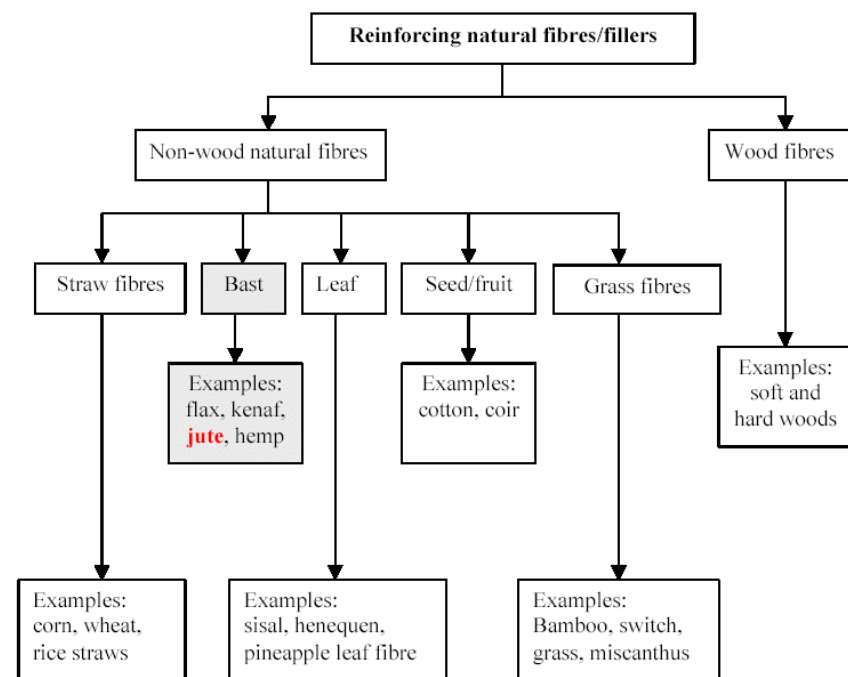 Reinforcing natural fibres/fillers
Non-wood natural fibres
Wood fibres
Straw fibres
Bast
Leaf
Seed/fruit
Grass fibres
Examples:
flax, kenaf,
jute, hemp
Examples:
cotton, coir
Examples:
soft and
hard woods
Examples:
corn, wheat,
rice straws
Examples:
sisal, henequen,
pineapple leaf fibre
Examples:
Bamboo, switch,
grass, miscanthus